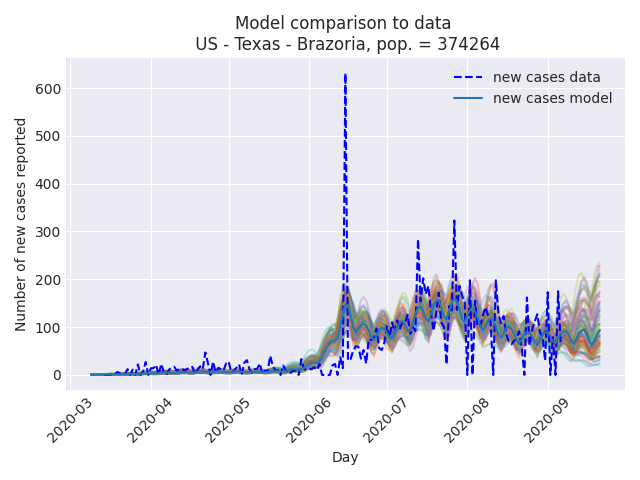 Model comparison to data
US - Texas - Brazoria, pop. = 374264
new cases data
new cases model
Number of new cases reported
600
500
400
300
200
100
0
2020-03
2020-04
2020-05
2020-06
2020-07
2020-08
2020-09
Day